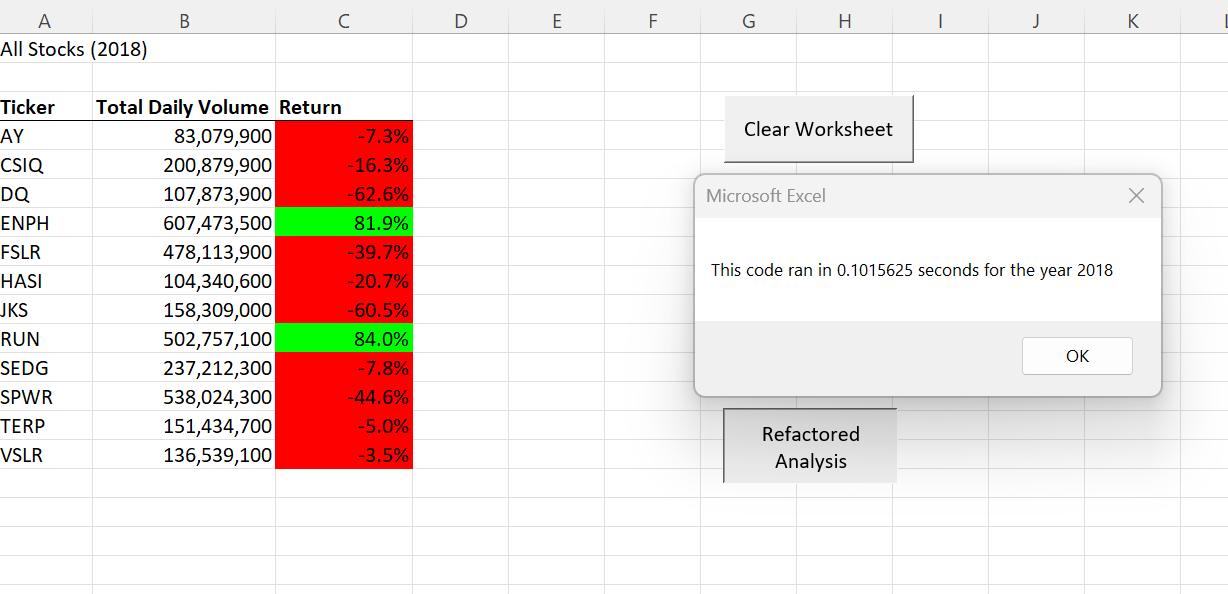 A B C D E F G H I J K
All Stocks (2018)
Ticker Total Daily Volume Return
AY 83,079,900 -7.3%
CSIQ 200,879,900 -16.3%
DQ 107,873,900 -62.6%
ENPH 607,473,500 81.9%
FSLR 478,113,900 -39.7%
HASI 104,340,600 -20.7%
JKS 158,309,000 -60.5%
RUN 502,757,100 84.0%
SEDG 237,212,300 -7.8%
SPWR 538,024,300 -44.6%
TERP 151,434,700 -5.0%
VSLR 136,539,100 -3.5%
Clear Worksheet
Microsoft Excel
This code ran in 0.1015625 seconds for the year 2018
OK
Refactored
Analysis